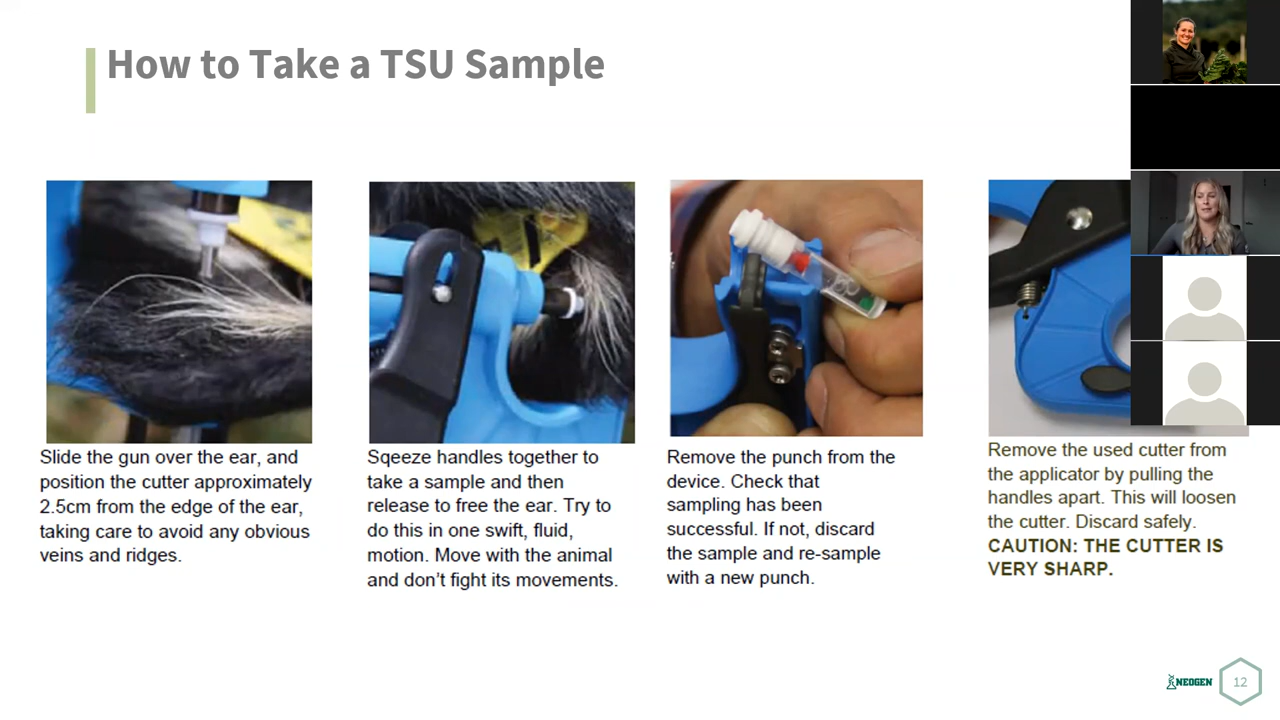 How to Take a TSU Sample
Slide the gun over the ear, and
position the cutter approximately
2.5cm from the edge of the ear,
taking care to avoid any obvious
veins and ridges.
Sqeeze handles together to
take a sample and then
release to free the ear. Try to
do this in one swift, fluid,
motion. Move with the animal
and don't fight its movements.
Remove the punch from the
device. Check that
sampling has been
successful. If not, discard
the sample and re-sample
with a new punch.
Remove the used cutter from
the applicator by pulling the
handles apart. This will loosen
the cutter. Discard safely.
CAUTION: THE CUTTER IS
VERY SHARP.
NEOGEN
12